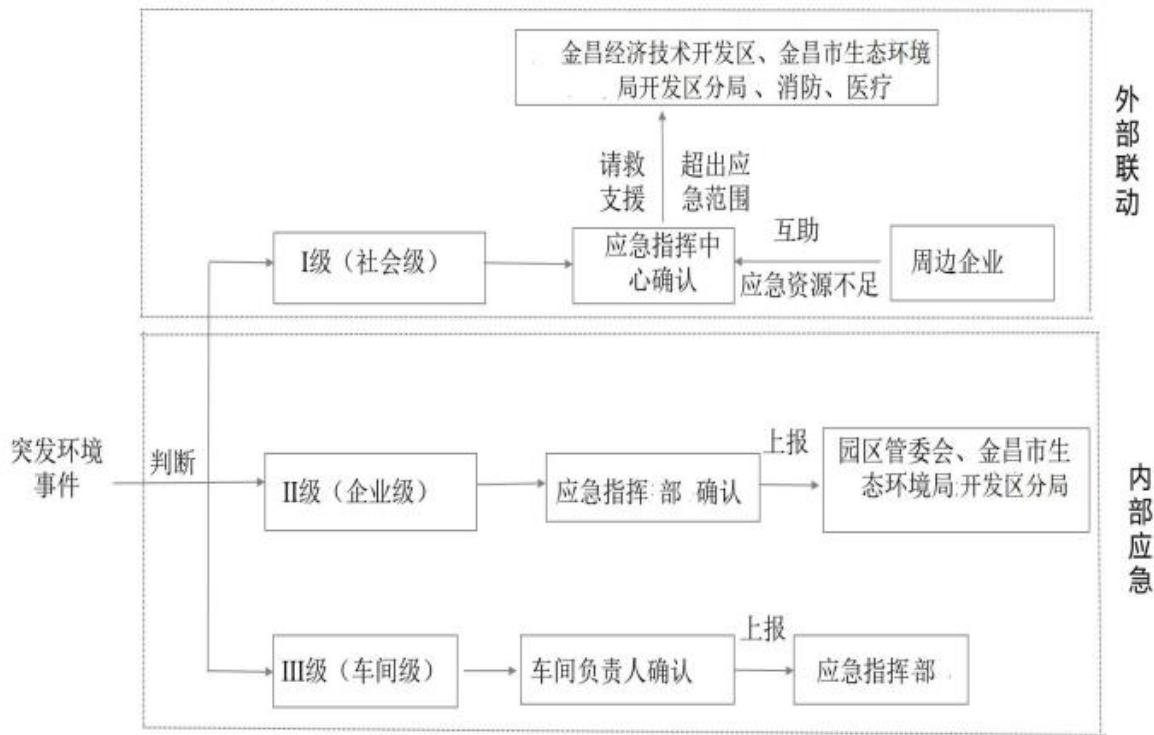 金昌经济技术开发区、金昌市生态环境
局开发区分局、消防、医疗
外部联动
请救
支援
超出应
急范围
I级（社会级）
应急指挥中
心确认
互助
应急资源不足
周边企业
突发环境
事件
判断
II级（企业级）
应急指挥部 确认
上报
园区管委会、金昌市生
态环境局开发区分局
内部应急
III级（车间级）
车间负责人确认
上报
应急指挥部